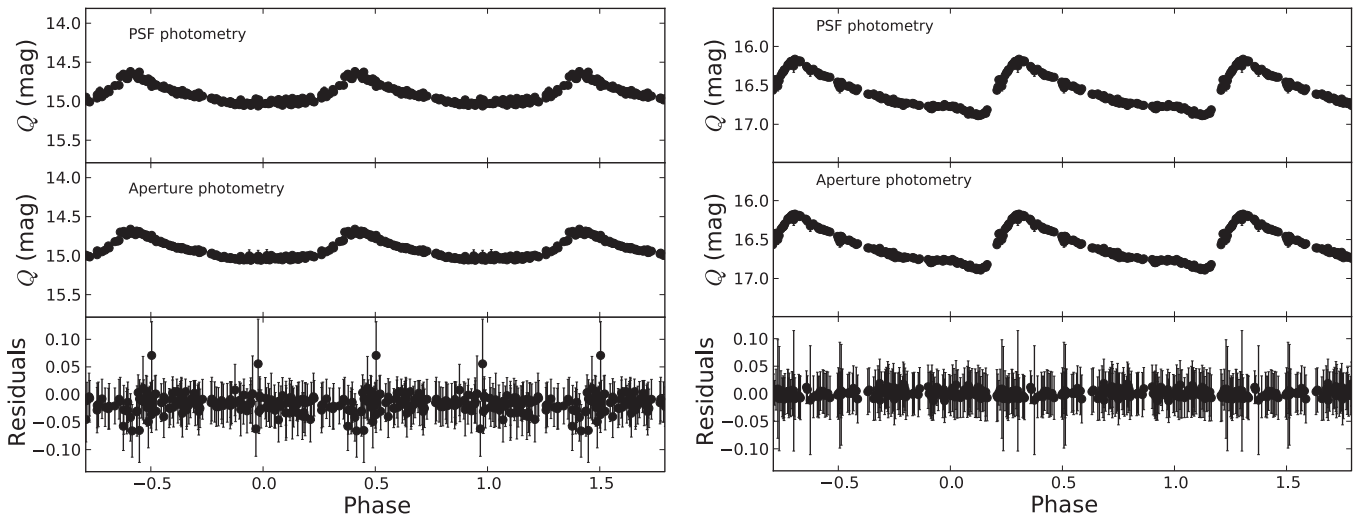 14.0
14.5
15.0
15.5
Q (mag)
PSF photometry
14.0
14.5
15.0
15.5
Q (mag)
Aperture photometry
0.10
0.05
0.00
−0.05
−0.10
Residuals
−0.5
0.0
0.5
1.0
1.5
Phase
16.0
16.5
17.0
Q (mag)
PSF photometry
16.0
16.5
17.0
Q (mag)
Aperture photometry
0.10
0.05
0.00
−0.05
−0.10
Residuals
−0.5
0.0
0.5
1.0
1.5
Phase